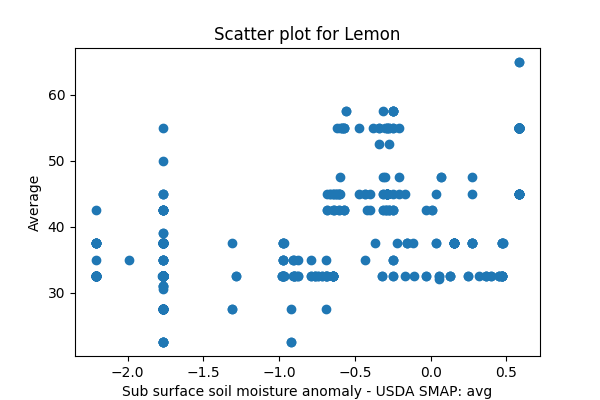 Scatter plot for Lemon
Average
60
50
40
30
−2.0 −1.5 −1.0 −0.5 0.0 0.5
Sub surface soil moisture anomaly - USDA SMAP: avg